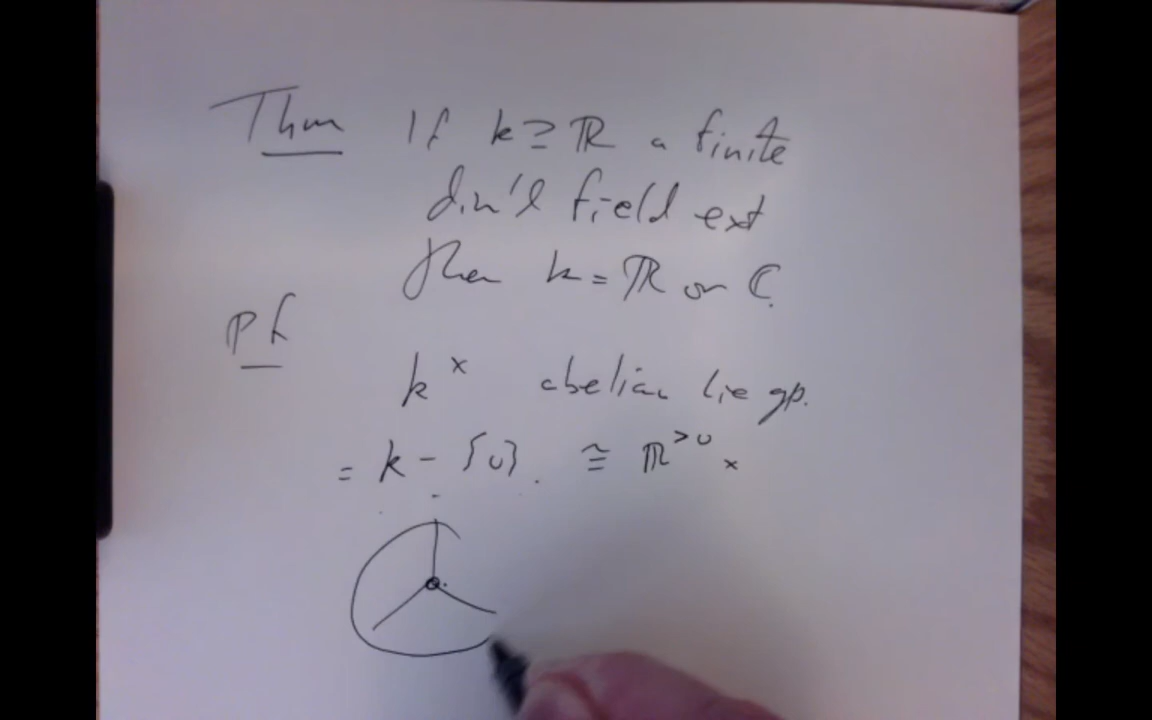 Thm If k ⊇ ℝ a finite
dim'l field ext
then k = ℝ or ℂ.
Pf
k^× abelian lie gp.
= k - {0}. ≅ ℝ^{>0} ×